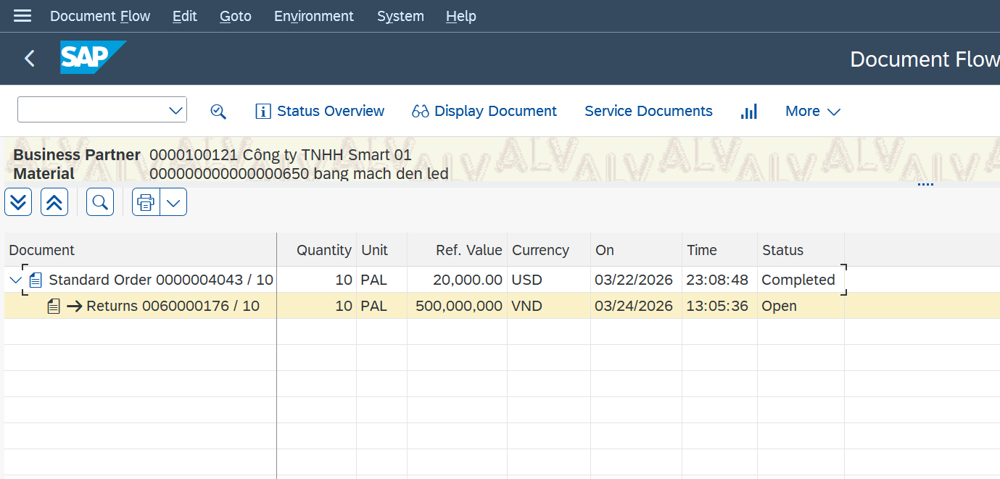 Document Flow Edit Goto Environment System Help
SAP Document Flow
Status Overview Display Document Service Documents More
Business Partner 0000100121 Công ty TNHH Smart 01
Material 000000000000000650 bang mach den led
Document Quantity Unit Ref. Value Currency On Time Status
Standard Order 0000004043 / 10 10 PAL 20,000.00 USD 03/22/2026 23:08:48 Completed
Returns 0060000176 / 10 10 PAL 500,000,000 VND 03/24/2026 13:05:36 Open